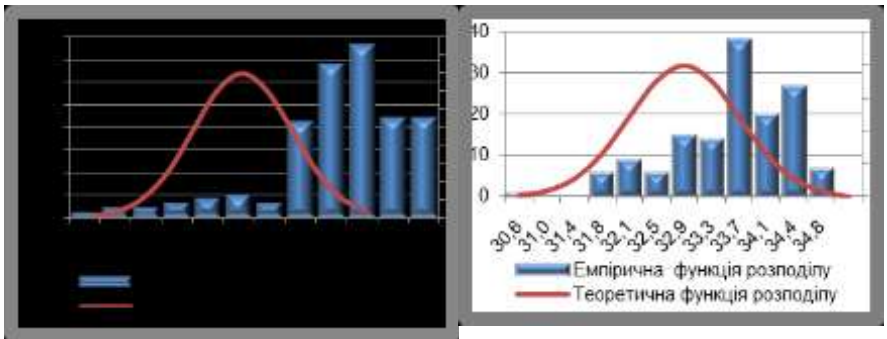 40
30
20
10
0
30,6 31,0 31,4 31,8 32,1 32,5 32,9 33,3 33,7 34,1 34,4 34,8
Емпірична функція розподілу
Теоретична функція розподілу